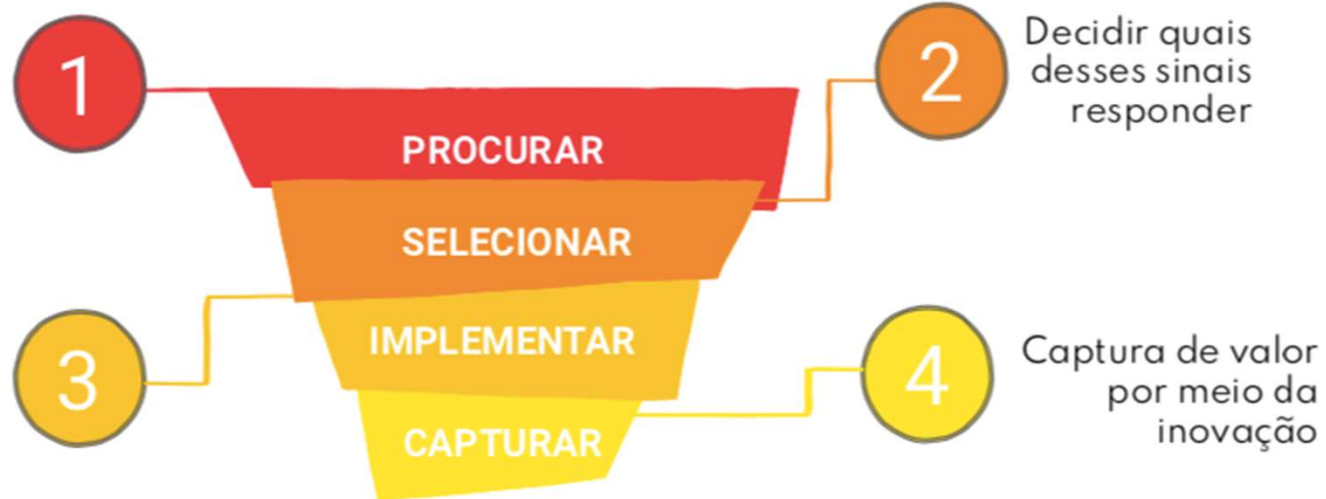 1
PROCURAR
2
Decidir quais
desses sinais
responder
SELECIONAR
3
IMPLEMENTAR
4
Captura de valor
por meio da
inovação
CAPTURAR